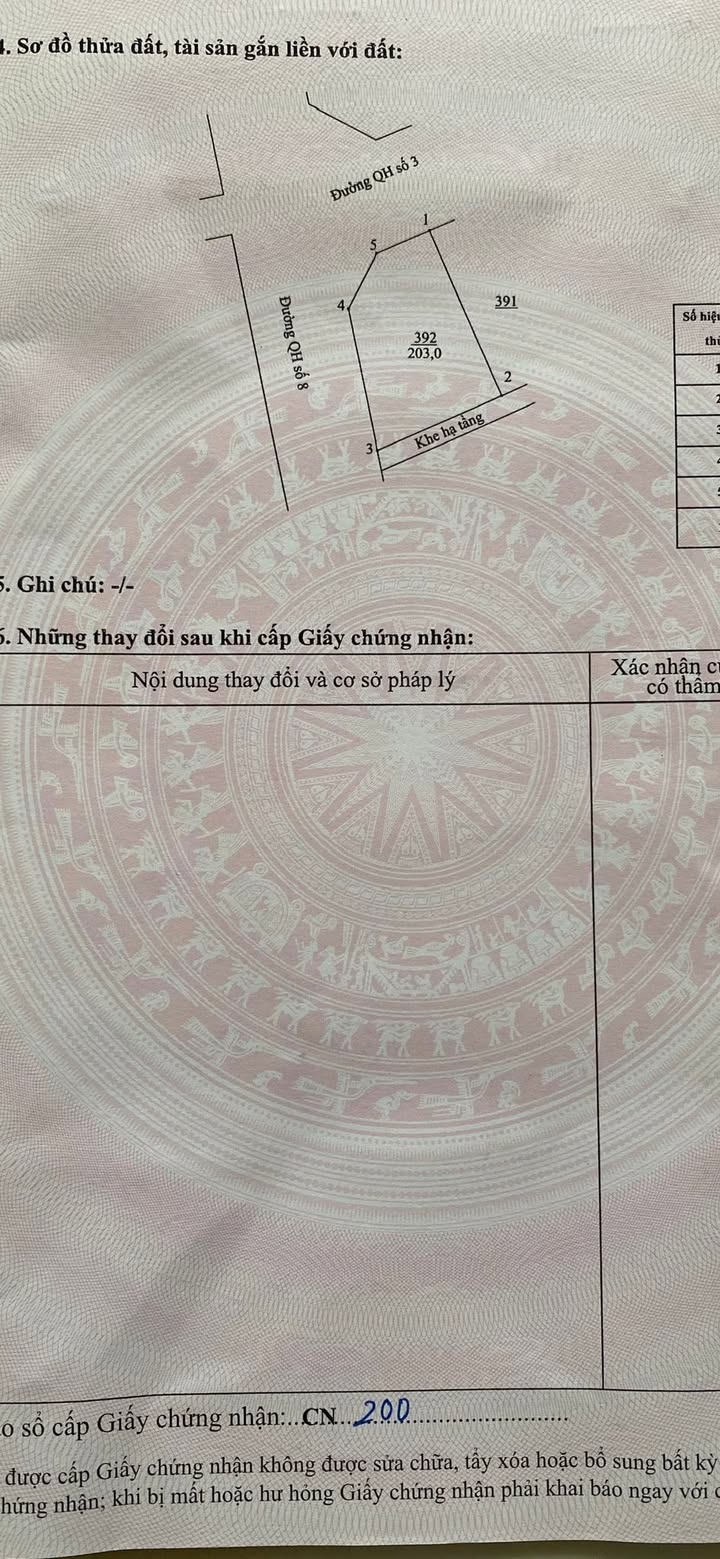 4. Sơ đồ thửa đất, tài sản gắn liền với đất:
Đường QH số 3
1
5
4
391
Đường QH số 8
392
203,0
2
3
Khe hạ tầng
Số hiệu
5. Ghi chú: -/-
6. Những thay đổi sau khi cấp Giấy chứng nhận:
Nội dung thay đổi và cơ sở pháp lý
Xác nhận
có thẩm
sổ cấp Giấy chứng nhận:..CN...200
được cấp Giấy chứng nhận không được sửa chữa, tẩy xóa hoặc bổ sung bất kỳ
chứng nhận; khi bị mất hoặc hư hỏng Giấy chứng nhận phải khai báo ngay với